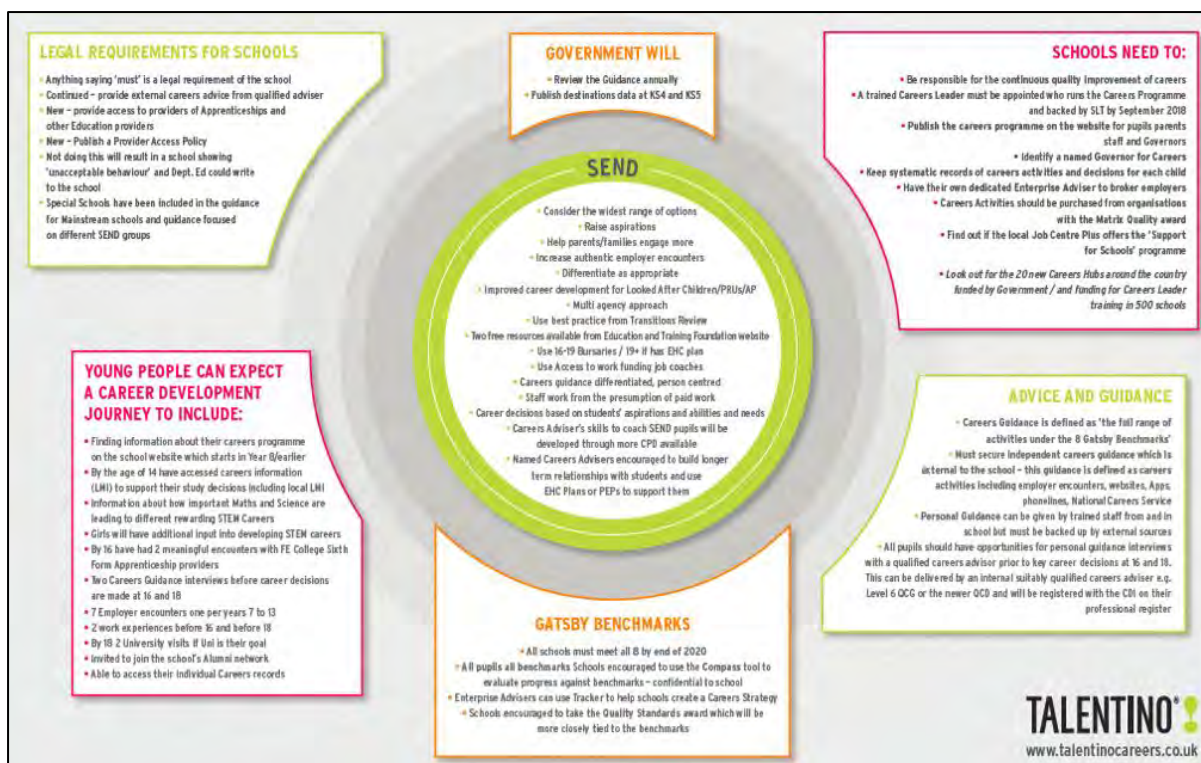 LEGAL REQUIREMENTS FOR SCHOOLS
• Anything saying 'must' is a legal requirement of the school
• Continued – provide external careers advice from qualified adviser
• New – provide access to providers of Apprenticeships and
other Education providers
• New – Publish a Provider Access Policy
• Not doing this will result in a school showing
'unacceptable behaviour' and Dept. Ed could write
to the school
• Special Schools have been included in the guidance
for Mainstream schools and guidance focused
on different SEND groups
GOVERNMENT WILL
• Review the Guidance annually
• Publish destinations data at KS4 and KS5
SCHOOLS NEED TO:
• Be responsible for the continuous quality improvement of careers
• A trained Careers Leader must be appointed who runs the Careers Programme
and backed by SLT by September 2018
• Publish the careers programme on the website for pupils parents
staff and Governors
• Identify a named Governor for Careers
• Keep systematic records of careers activities and decisions for each child
• Have their own dedicated Enterprise Adviser to broker employers
• Careers Activities should be purchased from organisations
with the Matrix Quality award
• Find out if the local Job Centre Plus offers the 'Support
for Schools' programme
• Look out for the 20 new Careers Hubs around the country
funded by Government / and funding for Careers Leader
training in 500 schools
SEND
• Consider the widest range of options
• Raise aspirations
• Help parents/families engage more
• Increase authentic employer encounters
• Differentiate as appropriate
• Improved career development for Looked After Children/PRUs/AP
• Multi agency approach
• Use best practice from Transitions Review
• Two free resources available from Education and Training Foundation website
• Use 16-19 Bursaries / 19+ if has EHC plan
• Use Access to work funding job coaches
• Careers guidance differentiated, person centred
• Staff work from the presumption of paid work
• Career decisions based on students' aspirations and abilities and needs
• Careers Adviser's skills to coach SEND pupils will be
developed through more CPD available
• Named Careers Advisers encouraged to build longer
term relationships with students and use
EHC Plans or PEPs to support them
YOUNG PEOPLE CAN EXPECT
A CAREER DEVELOPMENT
JOURNEY TO INCLUDE:
• Finding information about their careers programme
on the school website which starts in Year 8/earlier
• By the age of 14 have accessed careers information
(LMI) to support their study decisions including local LMI
• Information about how important Maths and Science are
leading to different rewarding STEM Careers
• Girls will have additional input into developing STEM careers
• By 16 have had 2 meaningful encounters with FE College Sixth
Form Apprenticeship providers
• Two Careers Guidance interviews before career decisions
are made at 16 and 18
• 7 Employer encounters one per years 7 to 13
• 2 work experiences before 16 and before 18
• By 18 2 University visits if Uni is their goal
• Invited to join the school's Alumni network
• Able to access their individual Careers records
ADVICE AND GUIDANCE
• Careers Guidance is defined as 'the full range of
activities under the 8 Gatsby Benchmarks'
• Must secure independent careers guidance which is
external to the school – this guidance is defined as careers
activities including employer encounters, websites, Apps,
phonelines, National Careers Service
• Personal Guidance can be given by trained staff from and in
school but must be backed up by external sources
• All pupils should have opportunities for personal guidance interviews
with a qualified careers advisor prior to key career decisions at 16 and 18.
This can be delivered by an internal suitably qualified careers adviser e.g.
Level 6 QCG or the newer QCD and will be registered with the CDI on their
professional register
GATSBY BENCHMARKS
• All schools must meet all 8 by end of 2020
• All pupils all benchmarks Schools encouraged to use the Compass tool to
evaluate progress against benchmarks – confidential to school
• Enterprise Advisers can use Tracker to help schools create a Careers Strategy
• Schools encouraged to take the Quality Standards award which will be
more closely tied to the benchmarks
TALENTINO!
www.talentinocareers.co.uk